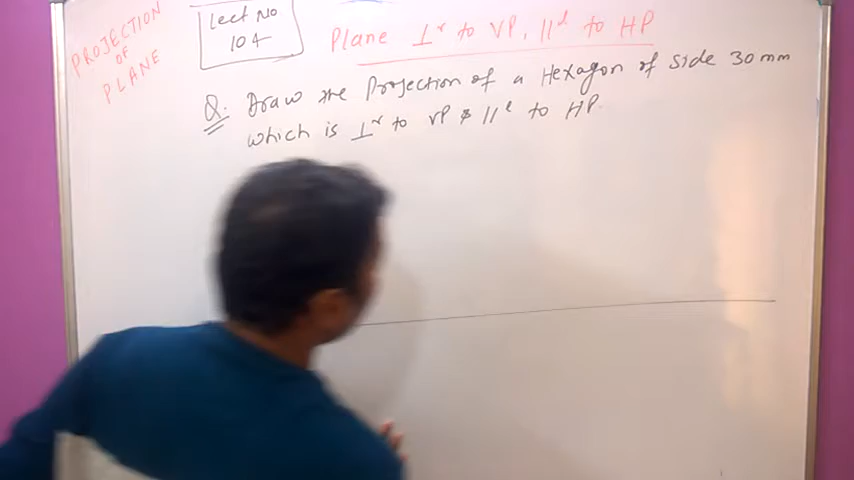 PROJECTION
OF
PLANE
Lect No
104
Plane ⊥r to VP, ||l to HP
Q. Draw the Projection of a Hexagon of side 30mm
which is ⊥r to VP & ||l to HP.